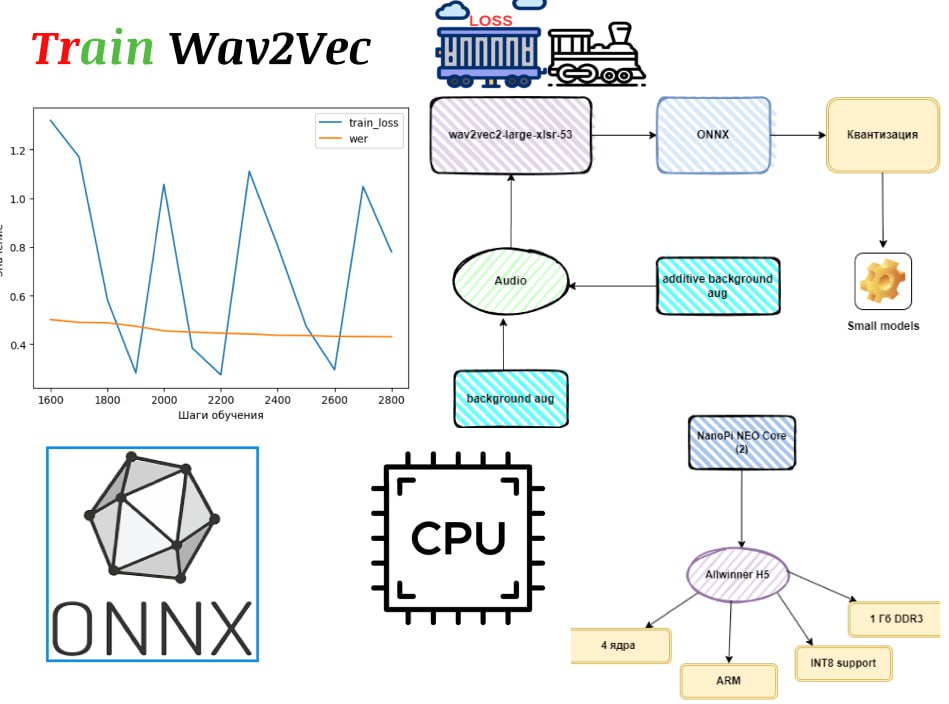 Train Wav2Vec
LOSS
train_loss
wer
1.2
1.0
0.8
0.6
0.4
1600 1800 2000 2200 2400 2600 2800
Шаги обучения
wav2vec2-large-xlsr-53
ONNX
Квантизация
Audio
additive background
aug
Small models
background aug
ONNX
CPU
NanoPi NEO Core
(2)
Allwinner H5
4 ядра
ARM
INT8 support
1 Гб DDR3